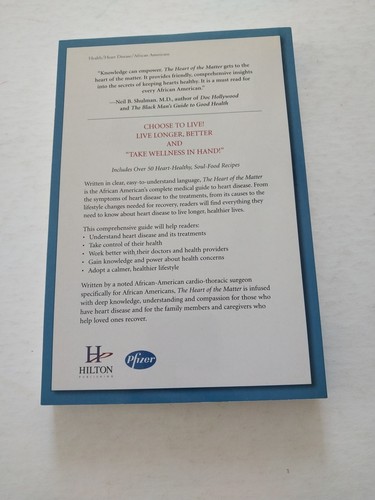 Health/Heart Disease/African Americans
"Knowledge can empower. The Heart of the Matter gets to the
heart of the matter. It provides friendly, comprehensive insights
into the secrets of keeping hearts healthy. It is a must read for
every African American."
—Neil B. Shulman, M.D., author of Doc Hollywood
and The Black Man's Guide to Good Health
CHOOSE TO LIVE!
LIVE LONGER, BETTER
AND
"TAKE WELLNESS IN HAND!"
Includes Over 50 Heart-Healthy, Soul-Food Recipes
Written in clear, easy-to-understand language, The Heart of the Matter
is the African American's complete medical guide to heart disease. From
the symptoms of heart disease to the treatments, from its causes to the
lifestyle changes needed for recovery, readers will find everything they
need to know about heart disease to live longer, healthier lives.
This comprehensive guide will help readers:
• Understand heart disease and its treatments
• Take control of their health
• Work better with their doctors and health providers
• Gain knowledge and power about health concerns
• Adopt a calmer, healthier lifestyle
Written by a noted African-American cardio-thoracic surgeon
specifically for African Americans, The Heart of the Matter is infused
with deep knowledge, understanding and compassion for those who
have heart disease and for the family members and caregivers who
help loved ones recover.
HP
HILTON
PUBLISHING
Pfizer